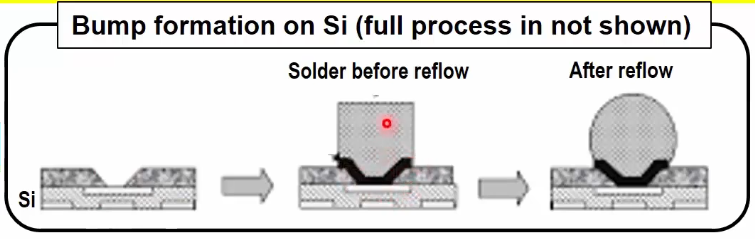 Bump formation on Si (full process in not shown)
Solder before reflow
After reflow
Si